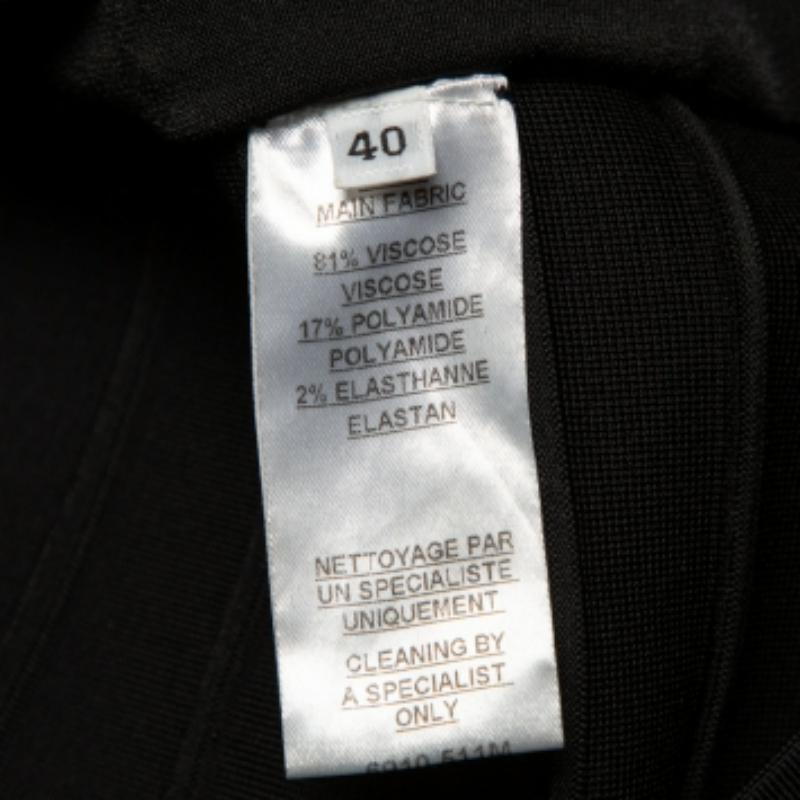 40
MAIN FABRIC
81% VISCOSE
VISCOSE
17% POLYAMIDE
POLYAMIDE
2% ELASTHANNE
ELASTAN
NETTOYAGE PAR
UN SPECIALISTE
UNIQUEMENT
CLEANING BY
A SPECIALIST
ONLY